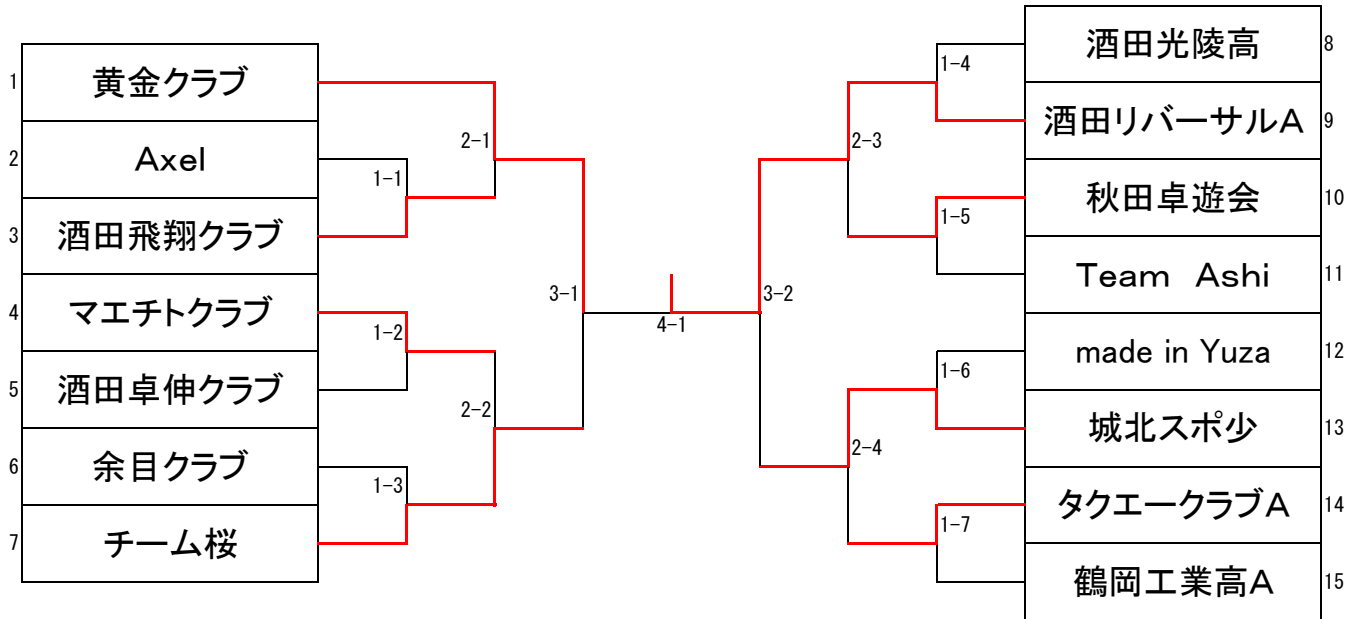 1 黄金クラブ
2 Axel
3 酒田飛翔クラブ
4 マエチトクラブ
5 酒田卓伸クラブ
6 余目クラブ
7 チーム桜
1-1
1-2
1-3
2-1
2-2
3-1
4-1
3-2
2-3
2-4
1-4
1-5
1-6
1-7
酒田光陵高 8
酒田リバーサルA 9
秋田卓遊会 10
Team Ashi 11
made in Yuza 12
城北スポ少 13
タクエークラブA 14
鶴岡工業高A 15